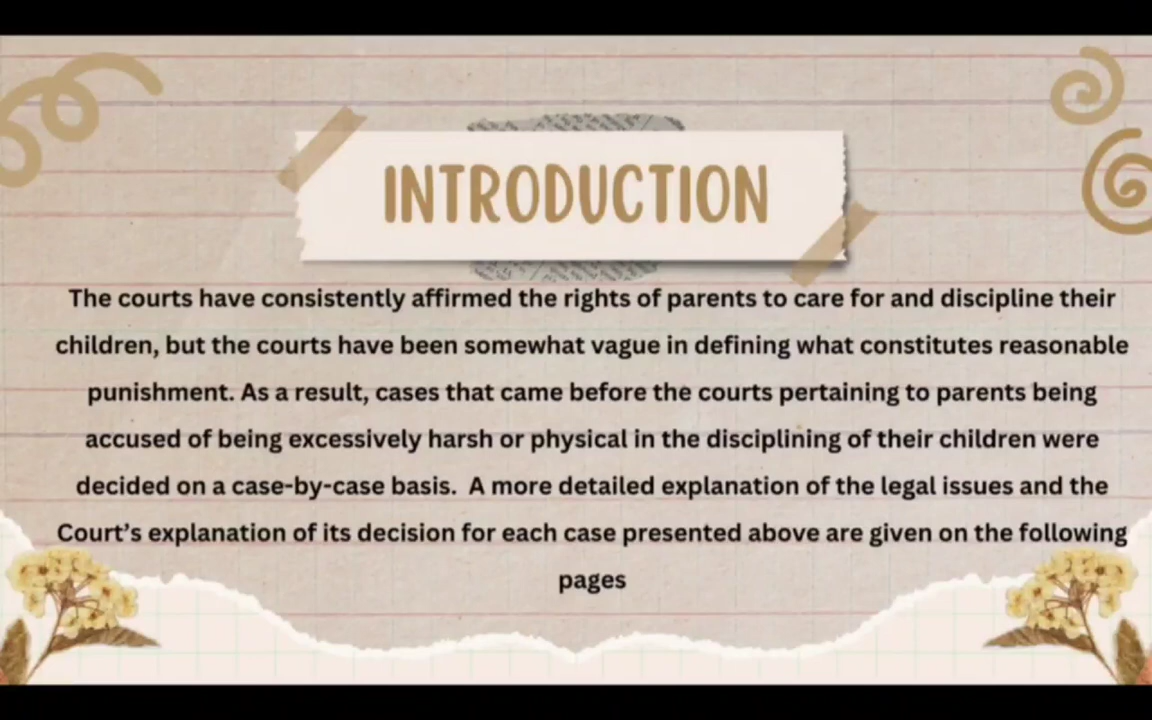 INTRODUCTION
The courts have consistently affirmed the rights of parents to care for and discipline their
children, but the courts have been somewhat vague in defining what constitutes reasonable
punishment. As a result, cases that came before the courts pertaining to parents being
accused of being excessively harsh or physical in the disciplining of their children were
decided on a case-by-case basis.  A more detailed explanation of the legal issues and the
Court’s explanation of its decision for each case presented above are given on the following
pages